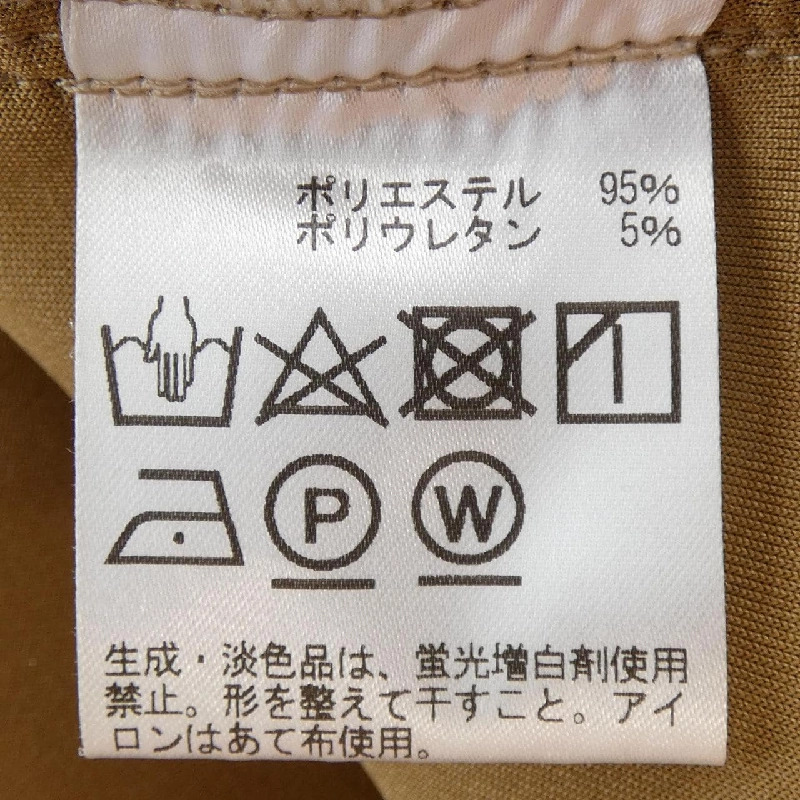 ポリエステル 95%
ポリウレタン 5%
P W
生成・淡色品は、蛍光増白剤使用
禁止。形を整えて干すこと。アイ
ロンはあて布使用。